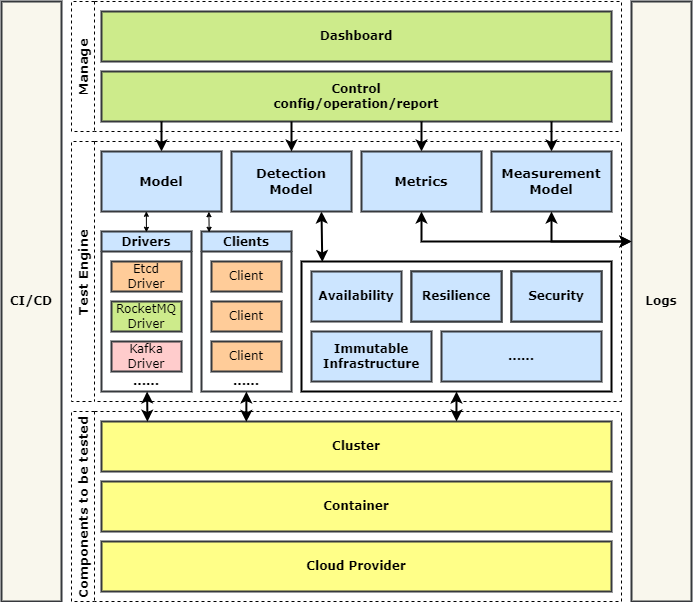 CI/CD
Manage
Dashboard
Control
config/operation/report
Test Engine
Model
Detection
Model
Metrics
Measurement
Model
Drivers
Etcd
Driver
RocketMQ
Driver
Kafka
Driver
......
Clients
Client
Client
Client
......
Availability
Resilience
Security
Immutable
Infrastructure
......
Components to be tested
Cluster
Container
Cloud Provider
Logs